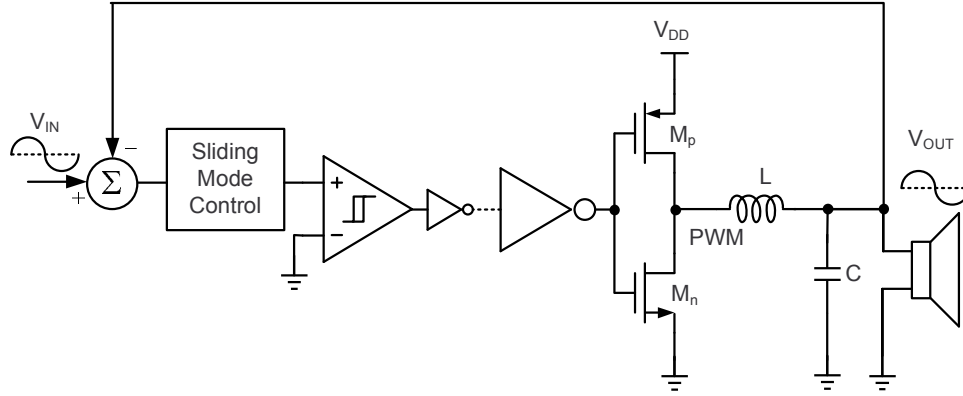 V_DD
V_IN
−
Σ
+
Sliding
Mode
Control
+
−
M_p
L
PWM
V_OUT
C
M_n